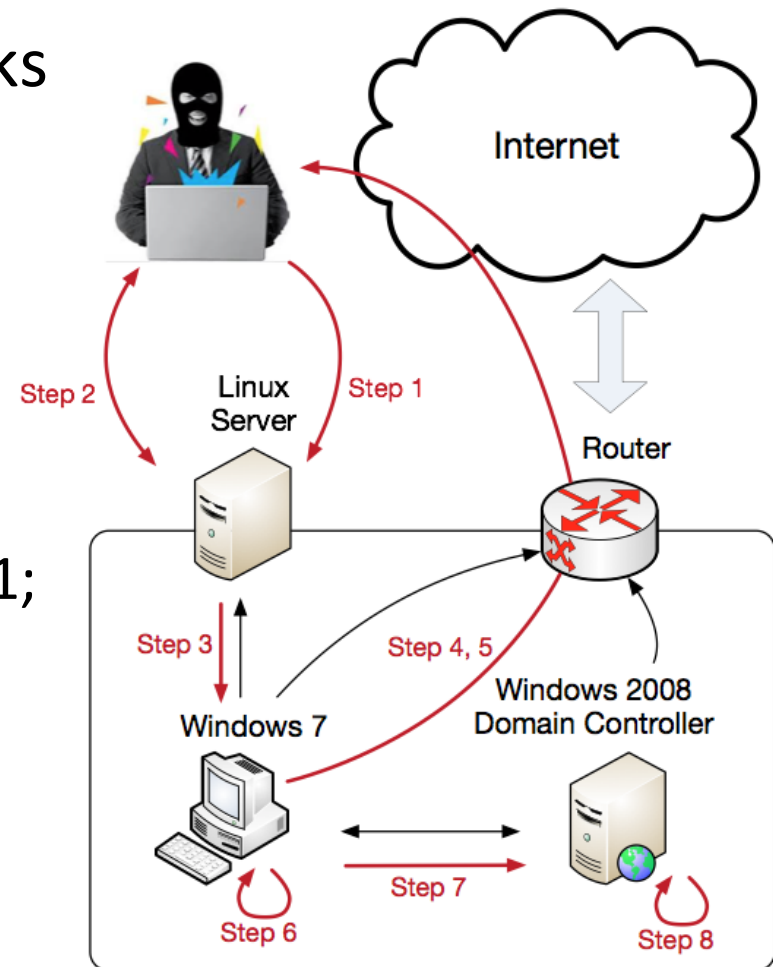 ks
Internet
Step 2
Linux
Server
Step 1
Router
1;
Step 3
Step 4, 5
Windows 2008
Domain Controller
Windows 7
Step 7
Step 6
Step 8